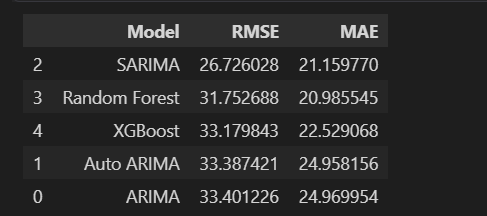 Model RMSE MAE
2 SARIMA 26.726028 21.159770
3 Random Forest 31.752688 20.985545
4 XGBoost 33.179843 22.529068
1 Auto ARIMA 33.387421 24.958156
0 ARIMA 33.401226 24.969954